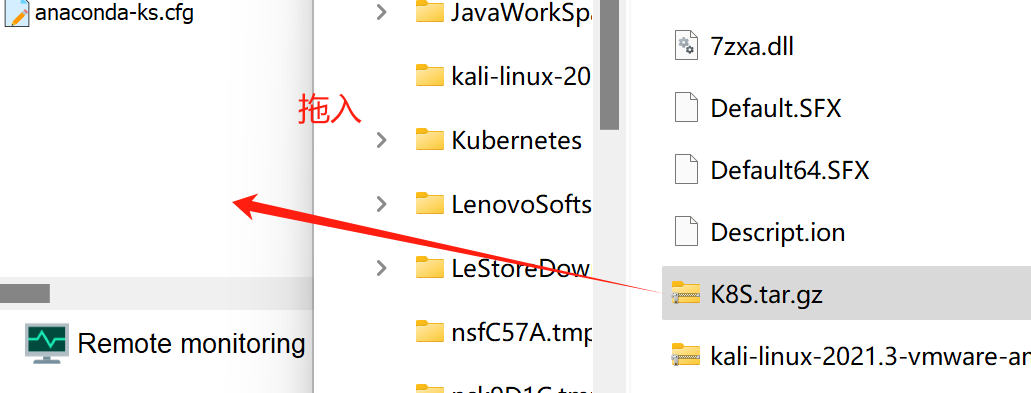 anaconda-ks.cfg
Remote monitoring
拖入
JavaWorkSpa
kali-linux-20
Kubernetes
LenovoSofts
LeStoreDow
nsfC57A.tmp
7zxa.dll
Default.SFX
Default64.SFX
Descript.ion
K8S.tar.gz
kali-linux-2021.3-vmware-am